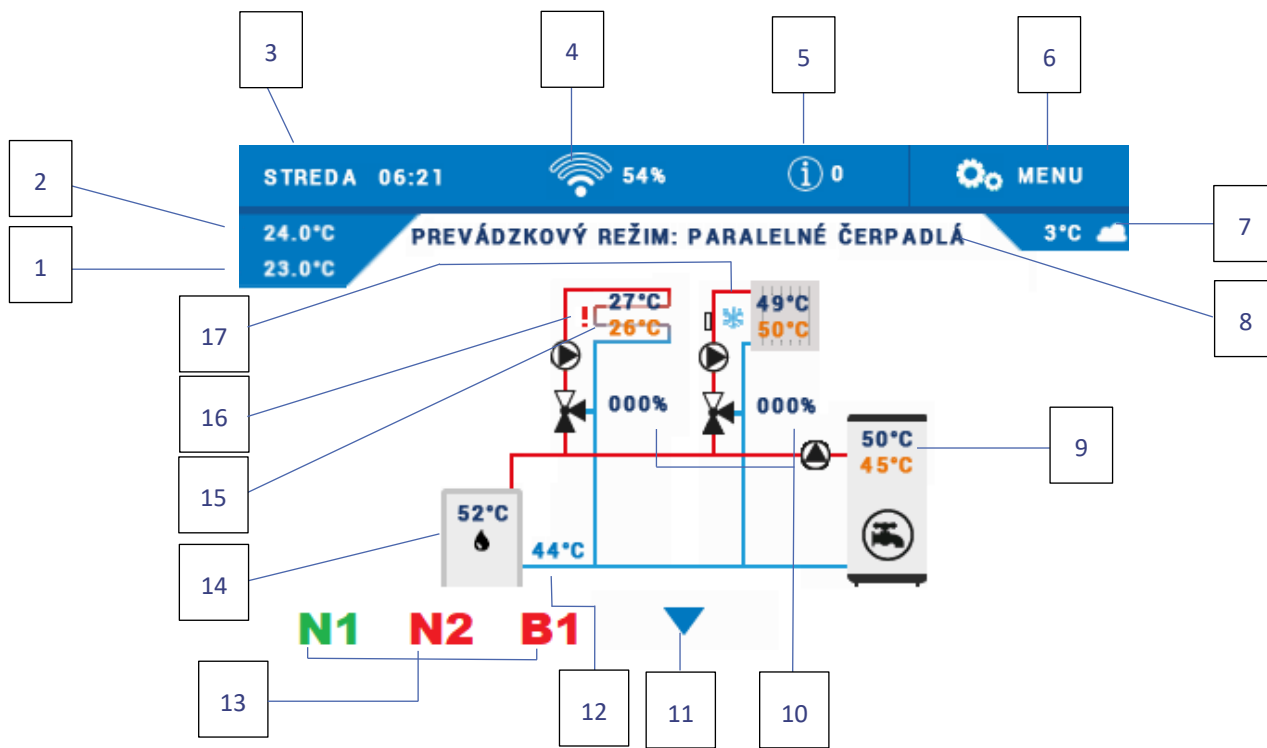 3
4
5
6
2
1
7
8
STREDA 06:21
54%
0
MENU
24.0°C
23.0°C
PREVÁDZKOVÝ REŽIM: PARALELNÉ ČERPADLÁ
3°C
17
16
15
14
! 27°C
26°C
49°C
50°C
000%
000%
50°C
45°C
9
52°C
44°C
N1 N2 B1
13
12
11
10